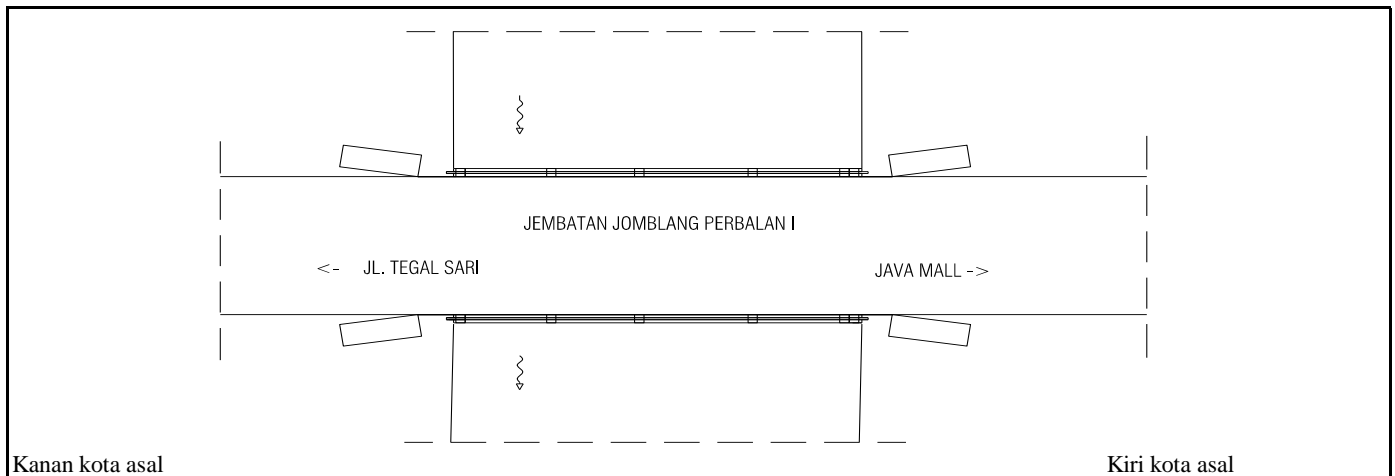 JEMBATAN JOMBLANG PERBALAN I
<- JL. TEGAL SARI
JAVA MALL ->
Kanan kota asal
Kiri kota asal